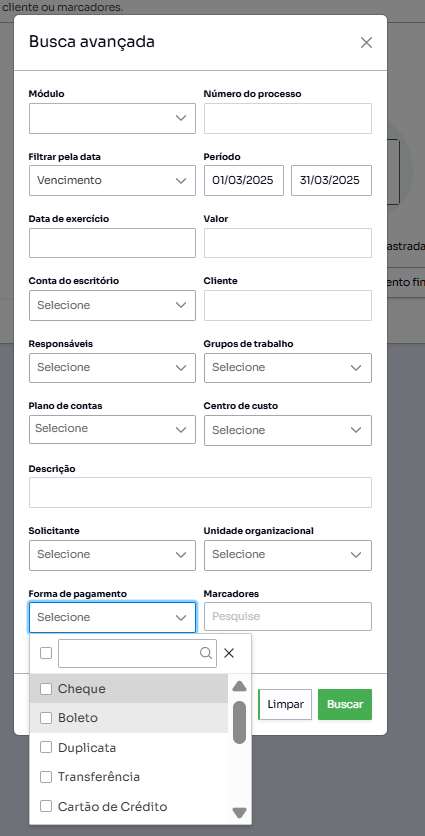 cliente ou marcadores.
Busca avançada
Módulo
Número do processo
Filtrar pela data
Período
Vencimento
01/03/2025
31/03/2025
Data de exercício
Valor
Conta do escritório
Cliente
Selecione
Responsáveis
Grupos de trabalho
Selecione
Selecione
Plano de contas
Centro de custo
Selecione
Selecione
Descrição
Solicitante
Unidade organizacional
Selecione
Selecione
Forma de pagamento
Marcadores
Selecione
Pesquise
Cheque
Boleto
Duplicata
Transferência
Cartão de Crédito
Limpar
Buscar